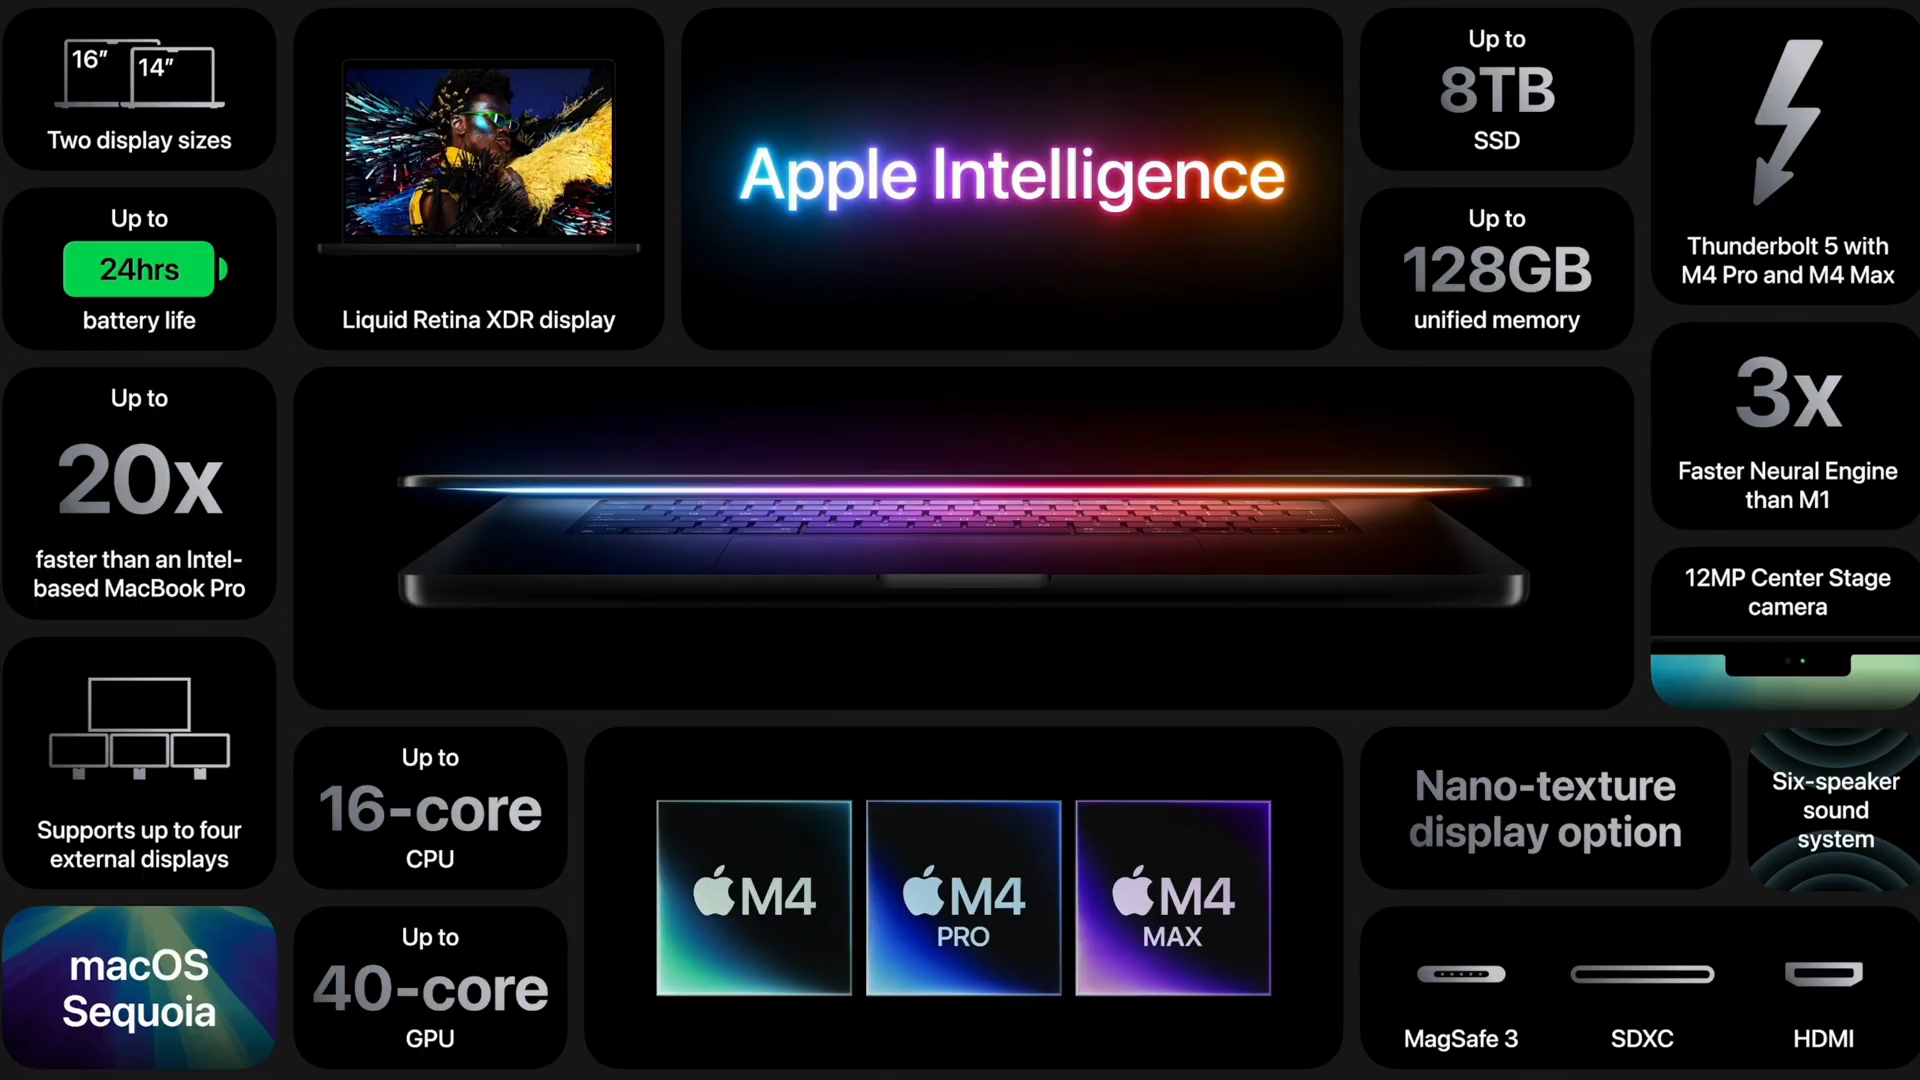 16”
14”
Two display sizes
Up to
24hrs
battery life
Up to
20x
faster than an Intel-
based MacBook Pro
Supports up to four
external displays
macOS
Sequoia
Liquid Retina XDR display
Apple Intelligence
Up to
8TB
SSD
Up to
128GB
unified memory
Thunderbolt 5 with
M4 Pro and M4 Max
3x
Faster Neural Engine
than M1
12MP Center Stage
camera
Up to
16-core
CPU
Up to
40-core
GPU
M4
M4
PRO
M4
MAX
Nano-texture
display option
Six-speaker
sound
system
MagSafe 3
SDXC
HDMI